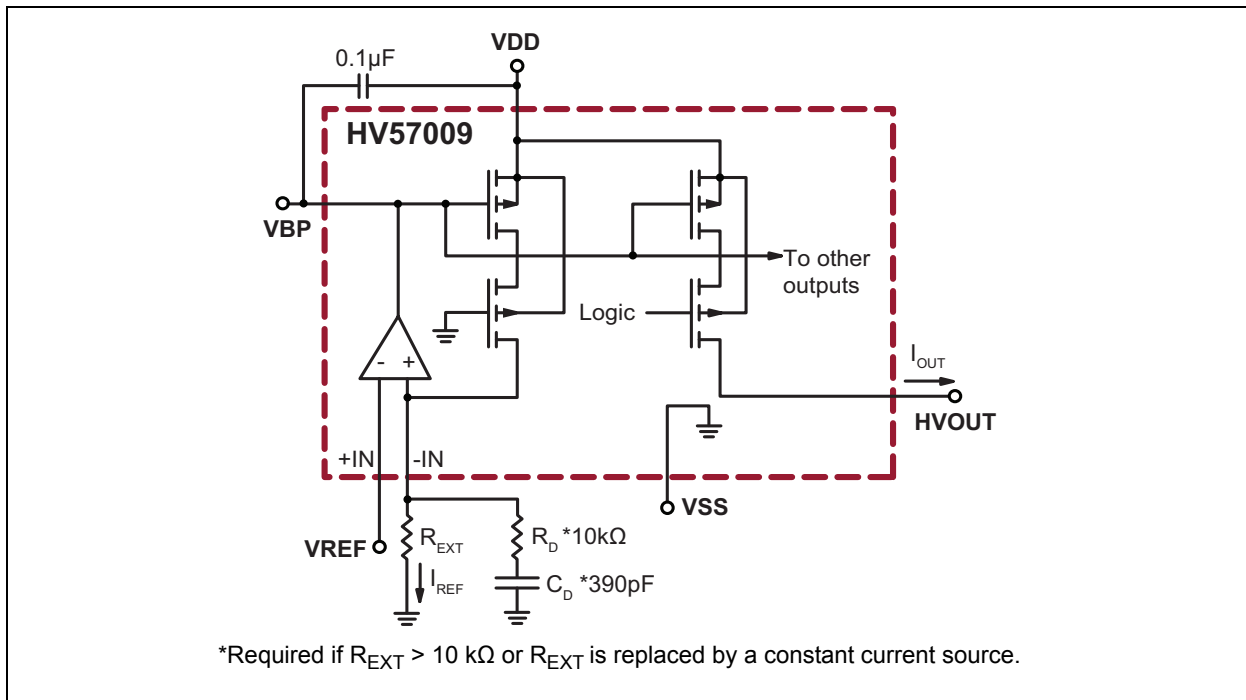 VDD
0.1µF
HV57009
VBP
To other
outputs
Logic
- +
I_OUT
HVOUT
+IN -IN
VSS
VREF
R_EXT
I_REF
R_D *10kΩ
C_D *390pF
*Required if R_EXT > 10 kΩ or R_EXT is replaced by a constant current source.